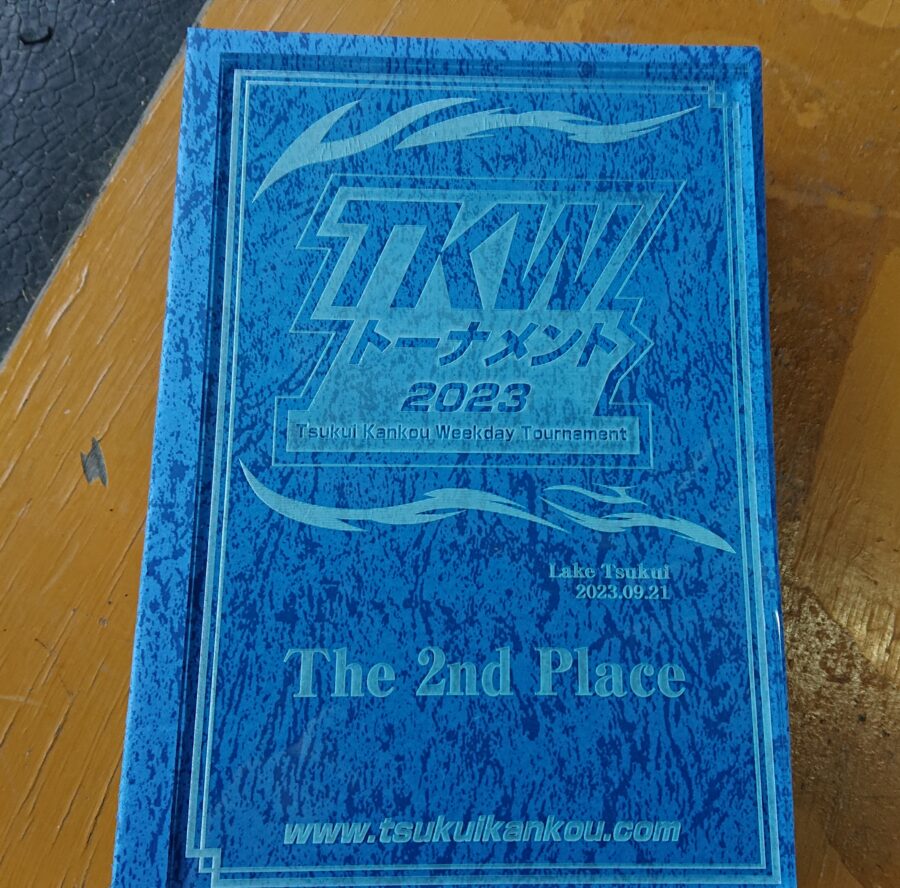 TKW
トーナメント
2023
Tsukui Kankou Weekday Tournament
Lake Tsukui
2023.09.21
The 2nd Place
www.tsukuikankou.com